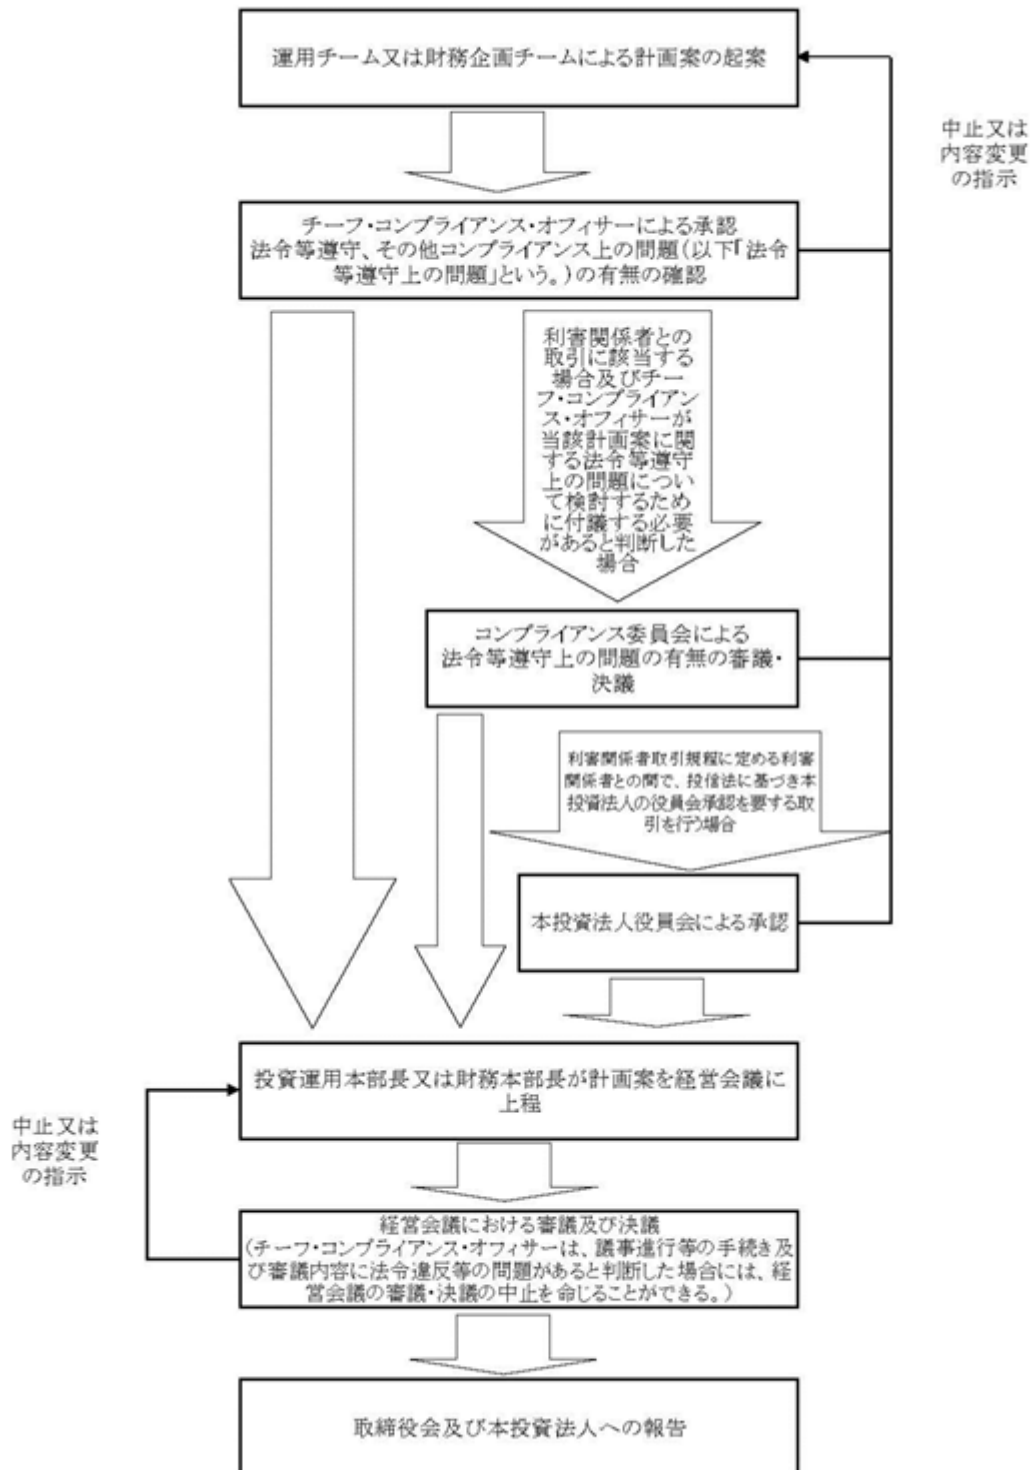 運用チーム又は財務企画チームによる計画案の起案
中止又は
内容変更
の指示
チーフ・コンプライアンス・オフィサーによる承認
法令等遵守、その他コンプライアンス上の問題(以下「法令
等遵守上の問題」という。)の有無の確認
利害関係者との
取引に該当する
場合及びチー
フ・コンプライアン
ス・オフィサーが
当該計画案に関
する法令等遵守
上の問題につい
て検討するため
に付議する必要
があると判断した
場合
コンプライアンス委員会による
法令等遵守上の問題の有無の審議・
決議
利害関係者取引規程に定める利害
関係者との間で、投信法に基づき本
投資法人の役員会承認を要する取
引を行う場合
本投資法人役員会による承認
投資運用本部長又は財務本部長が計画案を経営会議に
上程
中止又は
内容変更
の指示
経営会議における審議及び決議
(チーフ・コンプライアンス・オフィサーは、議事進行等の手続き及
び審議内容に法令違反等の問題があると判断した場合には、経
営会議の審議・決議の中止を命じることができる。)
取締役会及び本投資法人への報告